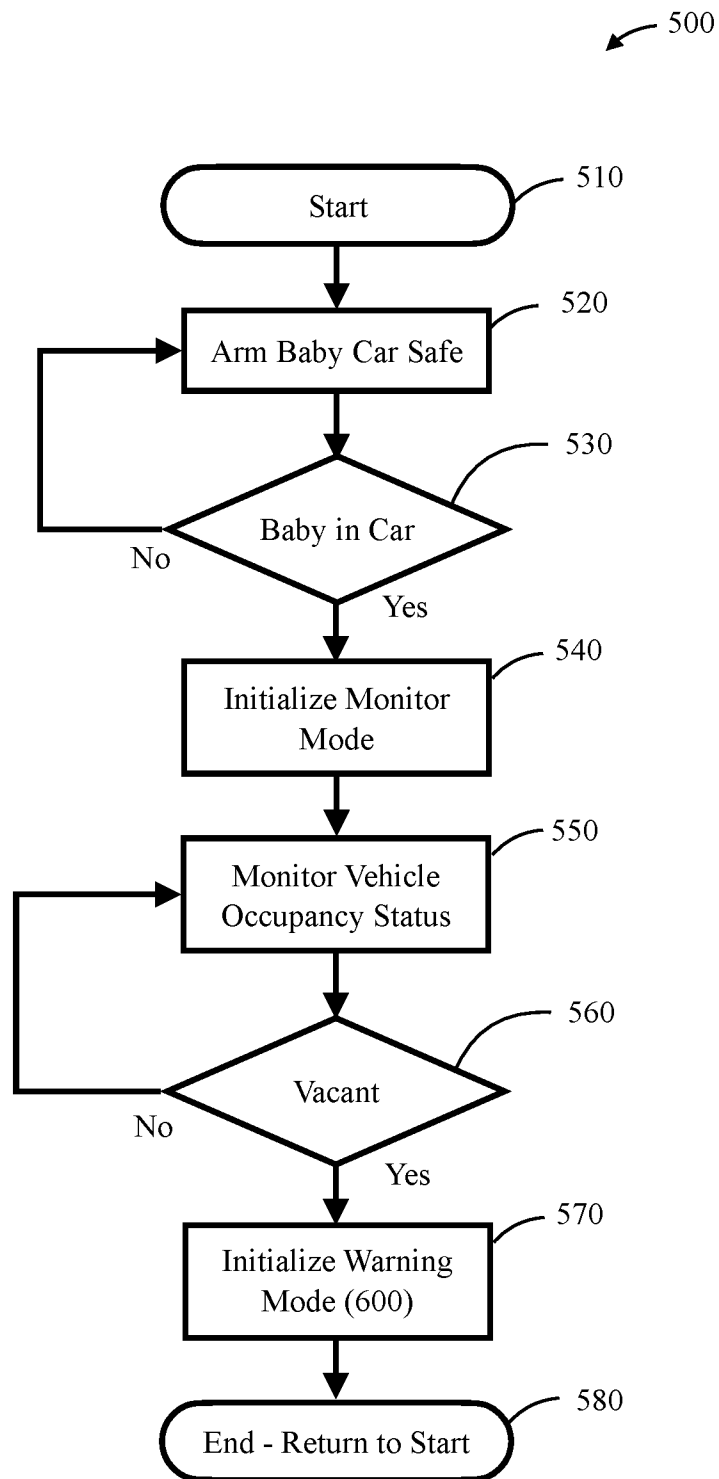 500
Start
510
Arm Baby Car Safe
520
Baby in Car
530
No
Yes
Initialize Monitor
Mode
540
Monitor Vehicle
Occupancy Status
550
Vacant
560
No
Yes
Initialize Warning
Mode (600)
570
End - Return to Start
580